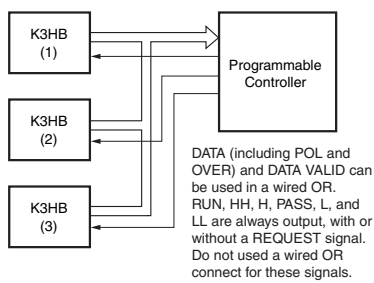 K3HB
(1)
Programmable
Controller
K3HB
(2)
DATA (including POL and
OVER) and DATA VALID can
be used in a wired OR.
RUN, HH, H, PASS, L, and
LL are always output, with or
without a REQUEST signal.
Do not used a wired OR
connect for these signals.
K3HB
(3)